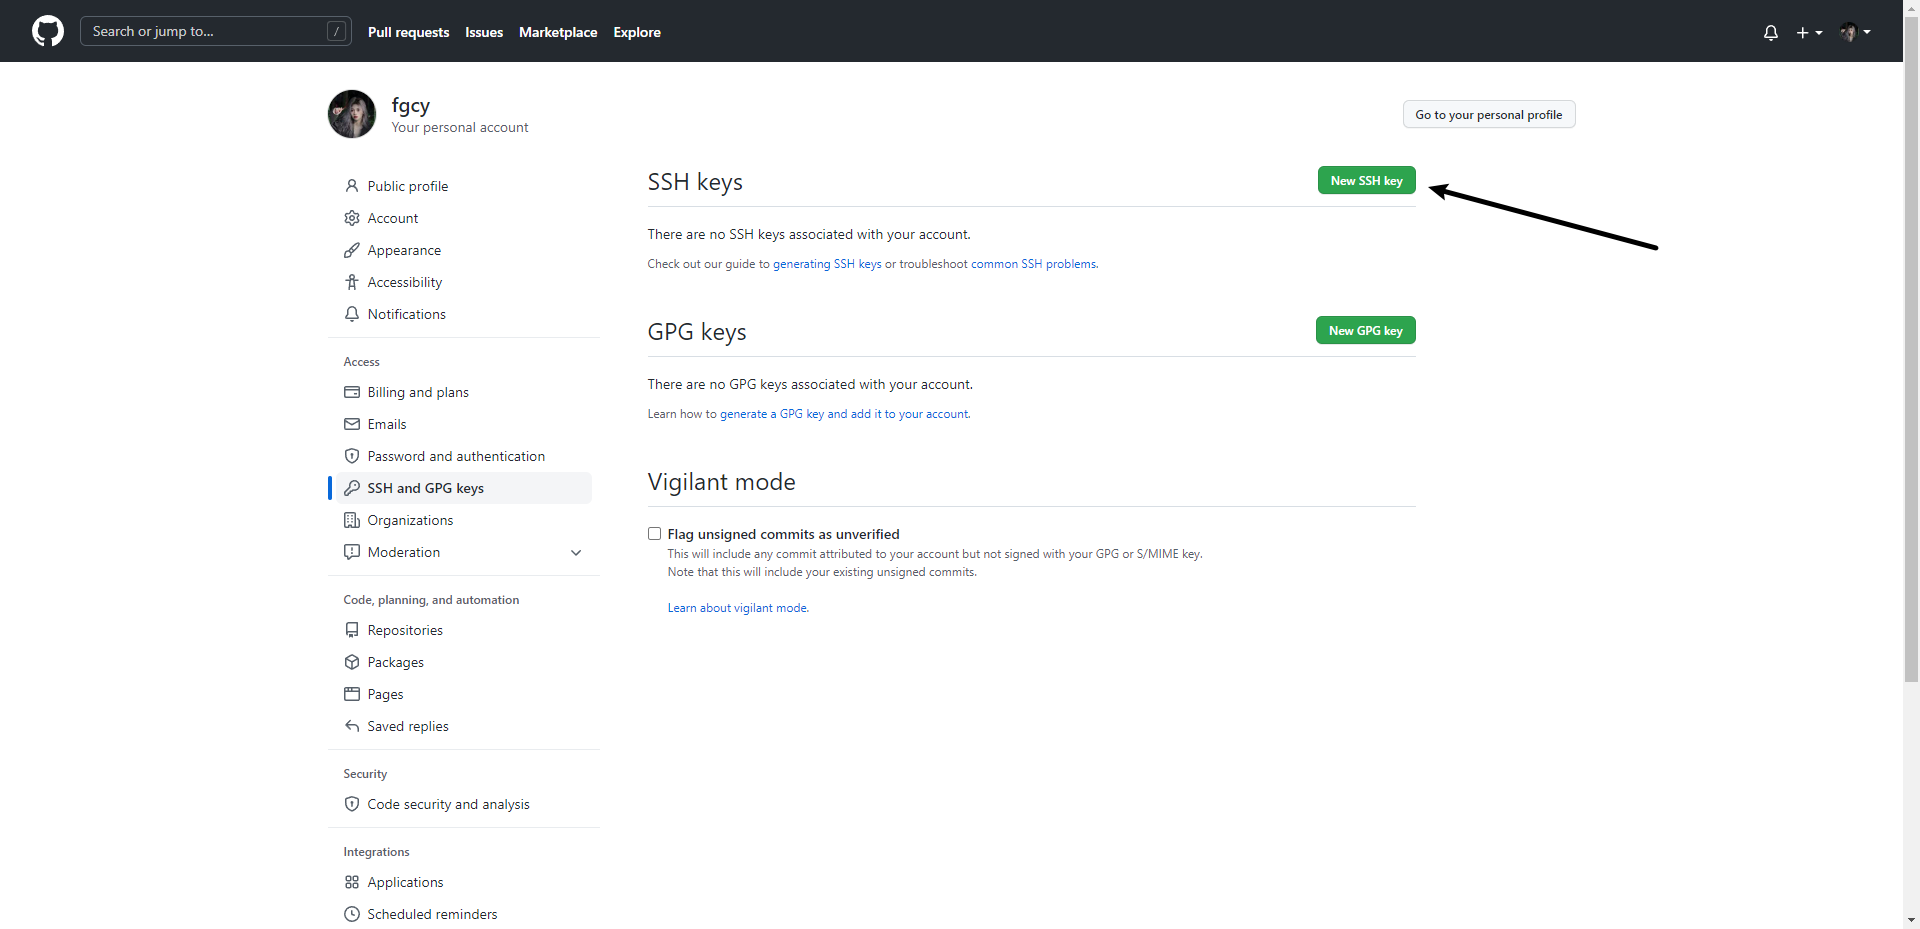 Search or jump to...
/
Pull requests
Issues
Marketplace
Explore
fgcy
Your personal account
Go to your personal profile
Public profile
Account
Appearance
Accessibility
Notifications
Access
Billing and plans
Emails
Password and authentication
SSH and GPG keys
Organizations
Moderation
Code, planning, and automation
Repositories
Packages
Pages
Saved replies
Security
Code security and analysis
Integrations
Applications
Scheduled reminders
SSH keys
New SSH key
There are no SSH keys associated with your account.
Check out our guide to generating SSH keys or troubleshoot common SSH problems.
GPG keys
New GPG key
There are no GPG keys associated with your account.
Learn how to generate a GPG key and add it to your account.
Vigilant mode
Flag unsigned commits as unverified
This will include any commit attributed to your account but not signed with your GPG or S/MIME key.
Note that this will include your existing unsigned commits.
Learn about vigilant mode.